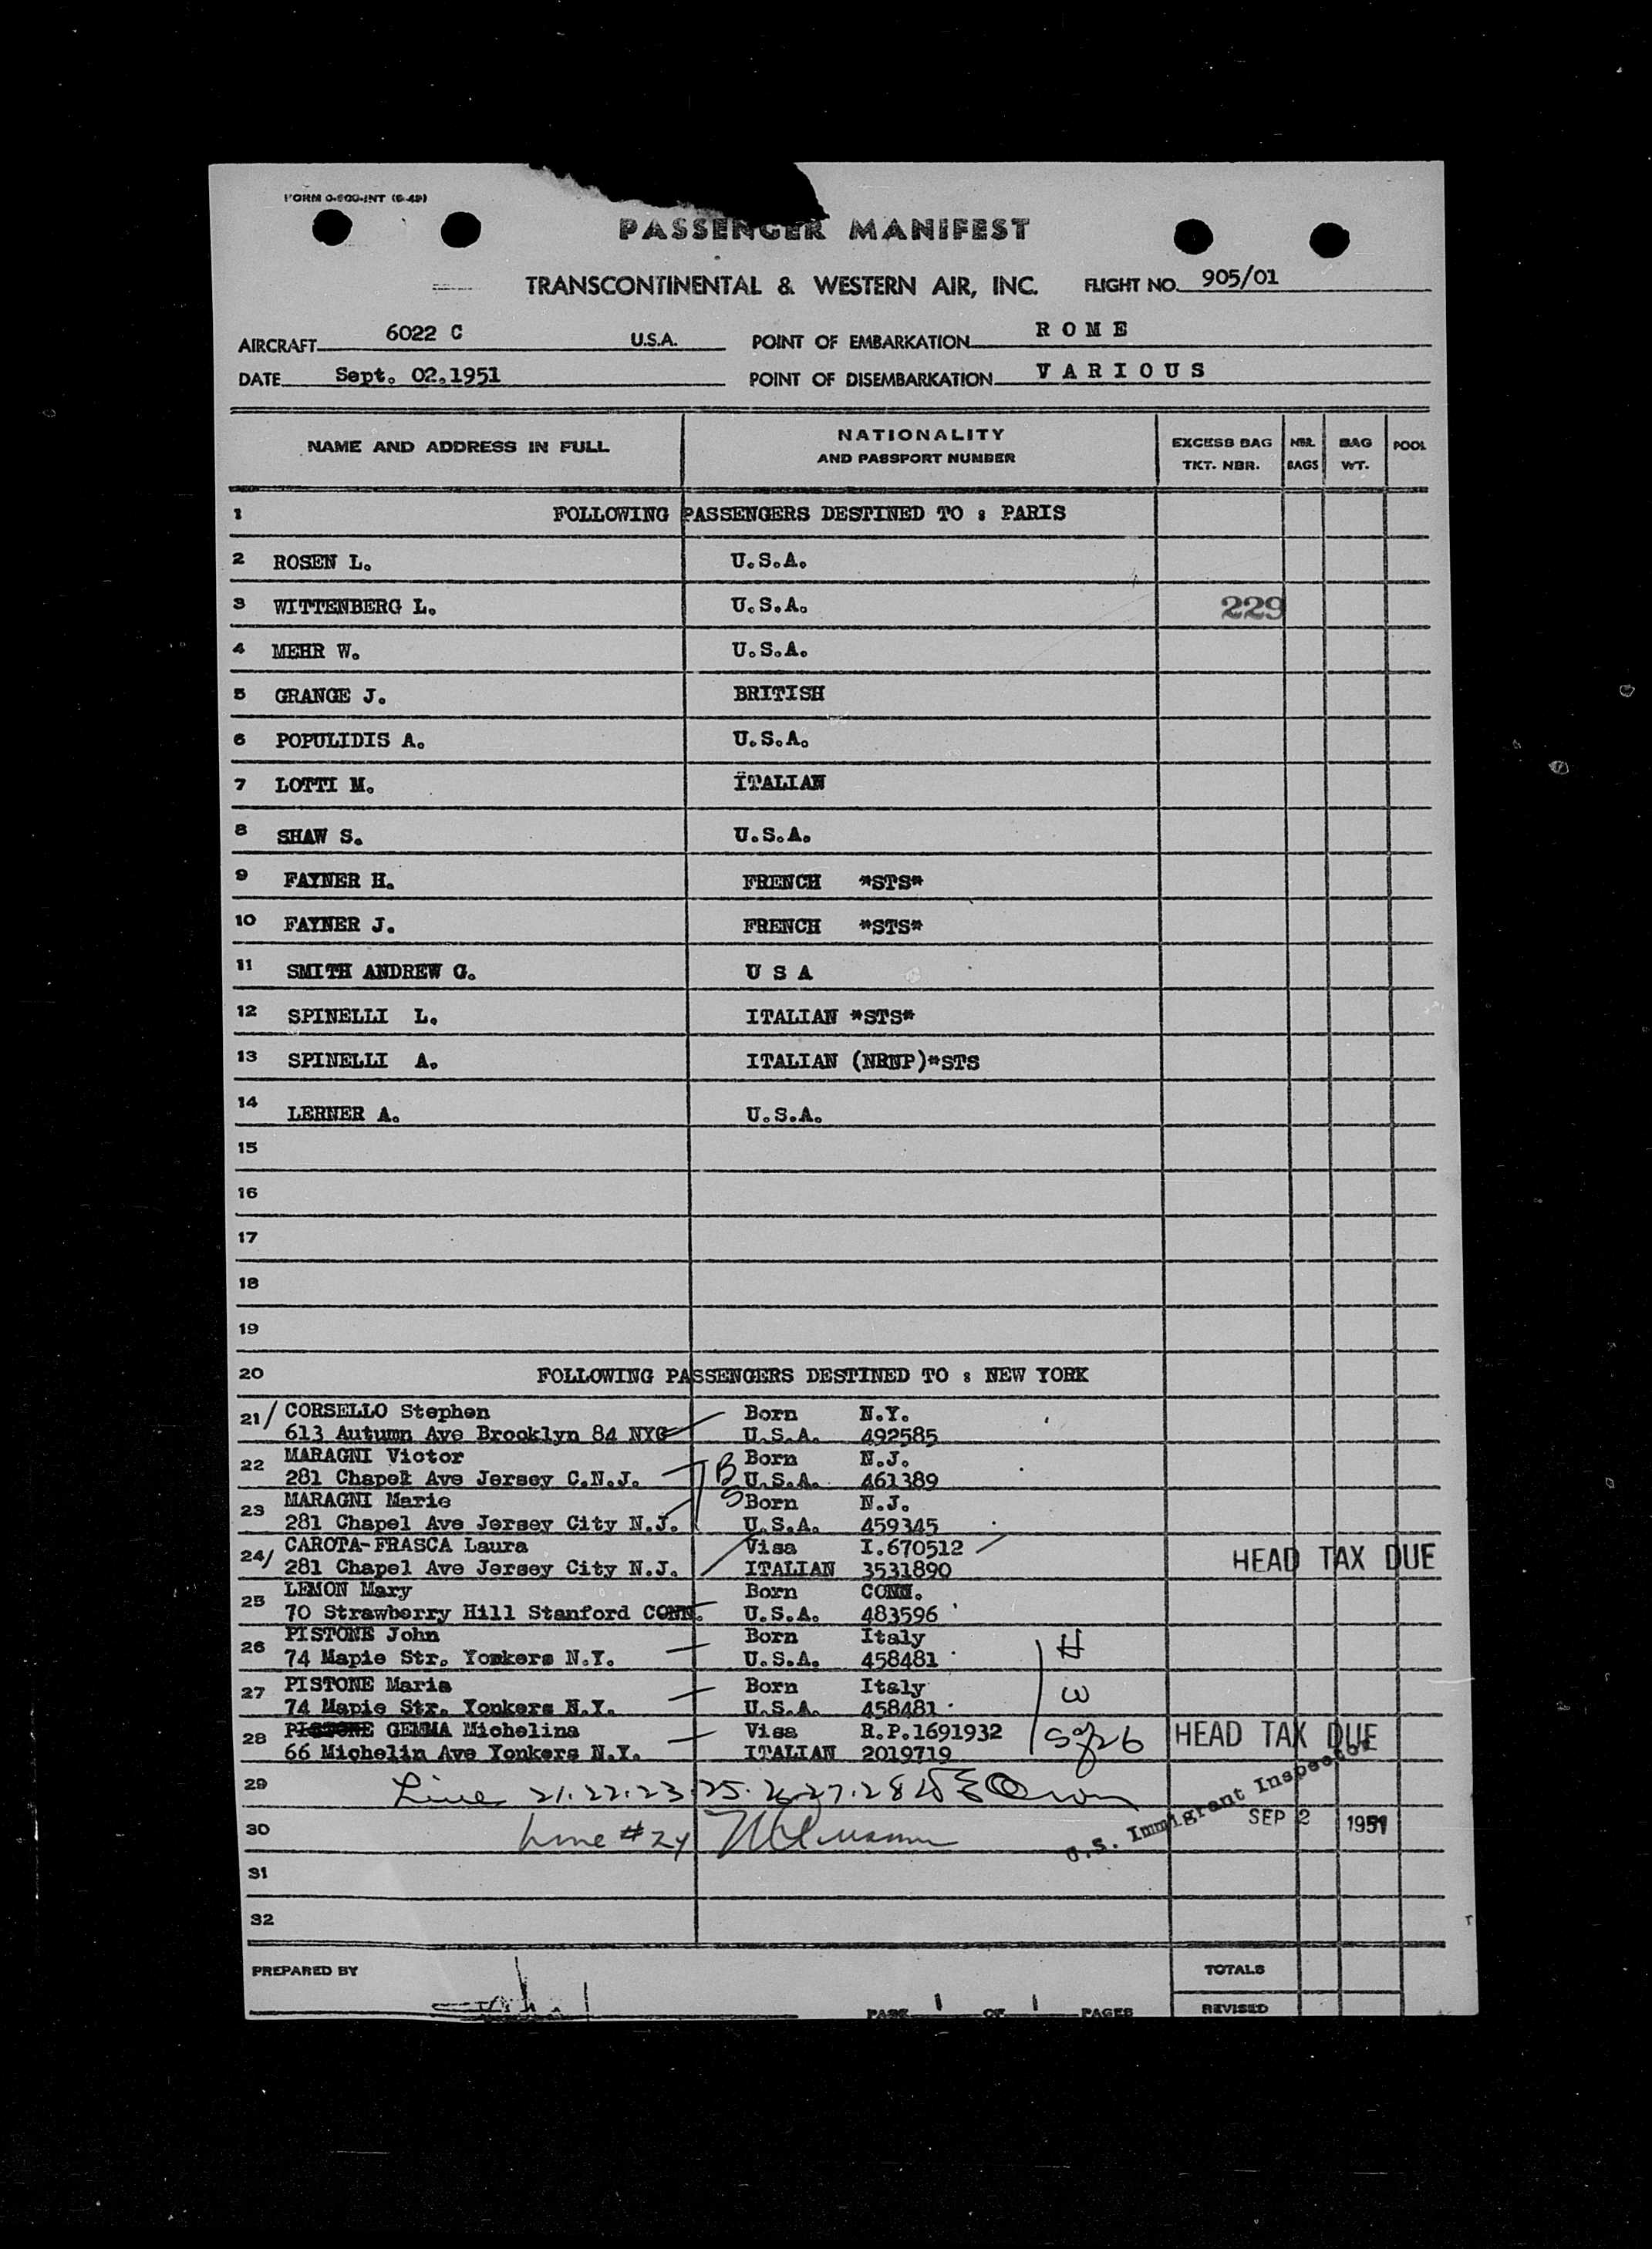 FORM O-800-INT (6-49)
PASSENGER MANIFEST
TRANSCONTINENTAL & WESTERN AIR, INC. FLIGHT NO. 905/01
AIRCRAFT 6022 C U.S.A. POINT OF EMBARKATION R O M E
DATE Sept. 02.1951 POINT OF DISEMBARKATION V A R I O U S
NAME AND ADDRESS IN FULL NATIONALITY AND PASSPORT NUMBER EXCESS BAG TKT. NBR. NBR. BAGS BAG WT. POOL
1 FOLLOWING PASSENGERS DESTINED TO : PARIS
2 ROSEN L. U.S.A.
3 WITTENBERG L. U.S.A. 229
4 MEHR W. U.S.A.
5 GRANGE J. BRITISH
6 POPULIDIS A. U.S.A.
7 LOTTI M. ITALIAN
8 SHAW S. U.S.A.
9 FAYNER H. FRENCH *STS*
10 FAYNER J. FRENCH *STS*
11 SMITH ANDREW G. U S A
12 SPINELLI L. ITALIAN *STS*
13 SPINELLI A. ITALIAN (NRNP)*STS
14 LERNER A. U.S.A.
15
16
17
18
19
20 FOLLOWING PASSENGERS DESTINED TO : NEW YORK
21/ CORSELLO Stephen Born N.Y.
613 Autumn Ave Brooklyn 84 NYC U.S.A. 492585
22 MARAGNI Victor Born N.J.
281 Chapel Ave Jersey C.N.J. B U.S.A. 461389
23 MARAGNI Marie S Born N.J.
281 Chapel Ave Jersey City N.J. U.S.A. 459345
24/ CAROTA-FRASCA Laura Visa I.670512
281 Chapel Ave Jersey City N.J. ITALIAN 3531890 HEAD TAX DUE
25 LEMON Mary Born CONN.
70 Strawberry Hill Stanford CONN. U.S.A. 483596
26 PISTONE John Born Italy H
74 Mapie Str. Yonkers N.Y. U.S.A. 458481
27 PISTONE Maria Born Italy W
74 Mapie Str. Yonkers N.Y. U.S.A. 458481
28 PISTONE GEMMA Michelina Visa R.P.1691932 HEAD TAX DUE
66 Michelin Ave Yonkers N.Y. ITALIAN 2019719
29 Lines 21.22.23.25.26.27.28
U.S. Immigrant Inspector
30 Line #24 SEP 2 1951
31
32
PREPARED BY TOTALS
PAGE 1 OF 1 PAGES REVISED